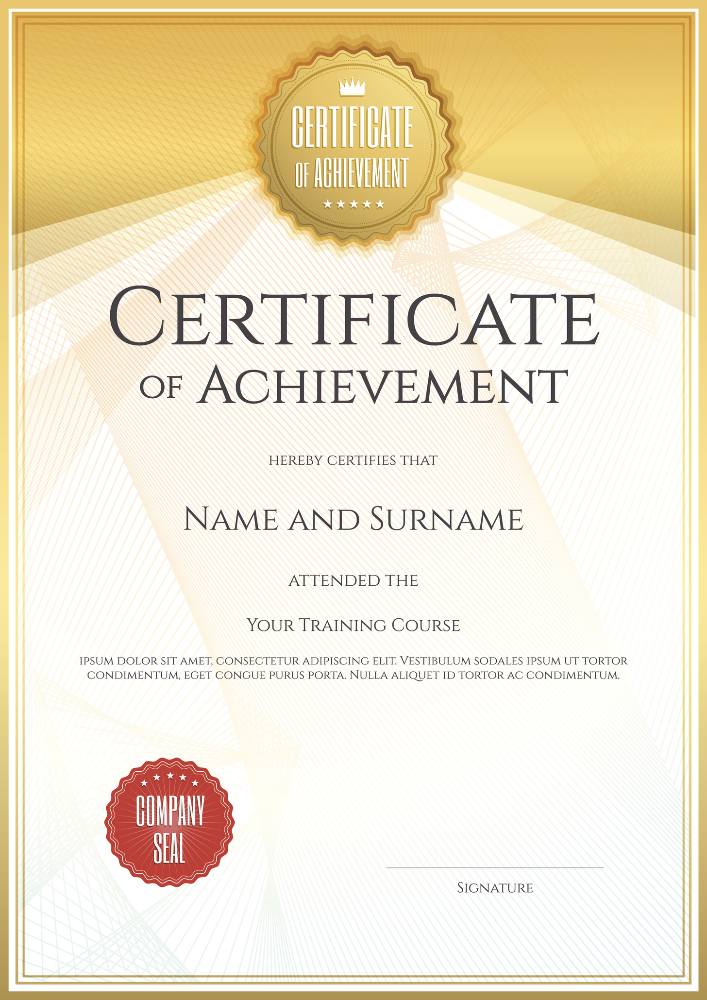 CERTIFICATE
OF ACHIEVEMENT
Certificate
of Achievement
hereby certifies that
Name and Surname
attended the
Your Training Course
ipsum dolor sit amet, consectetur adipiscing elit. Vestibulum sodales ipsum ut tortor
condimentum, eget congue purus porta. Nulla aliquet id tortor ac condimentum.
COMPANY
SEAL
Signature